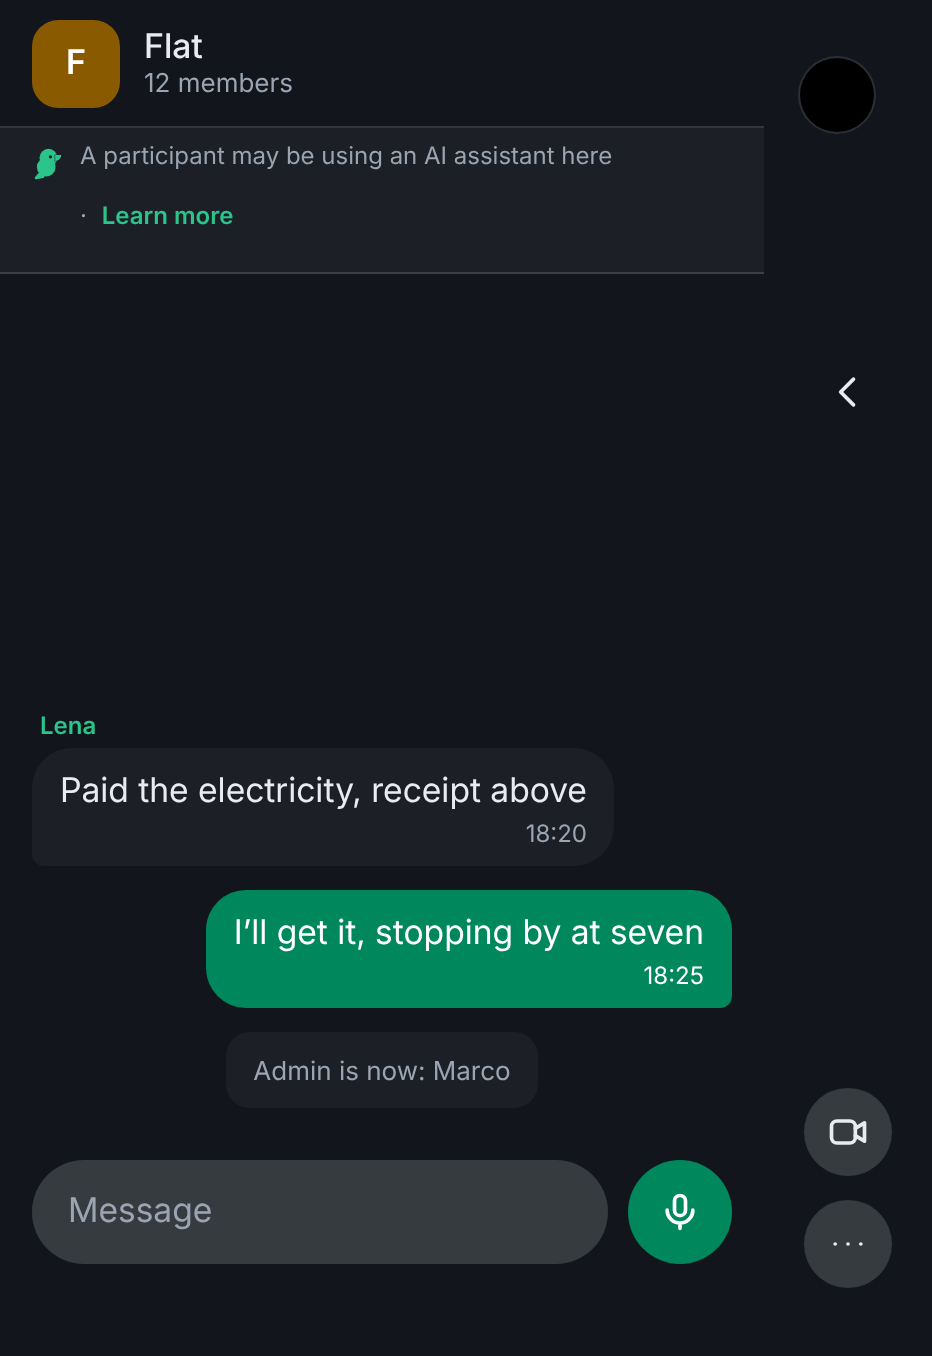 F
Flat
12 members
A participant may be using an AI assistant here
· Learn more
Lena
Paid the electricity, receipt above
18:20
I’ll get it, stopping by at seven
18:25
Admin is now: Marco
Message